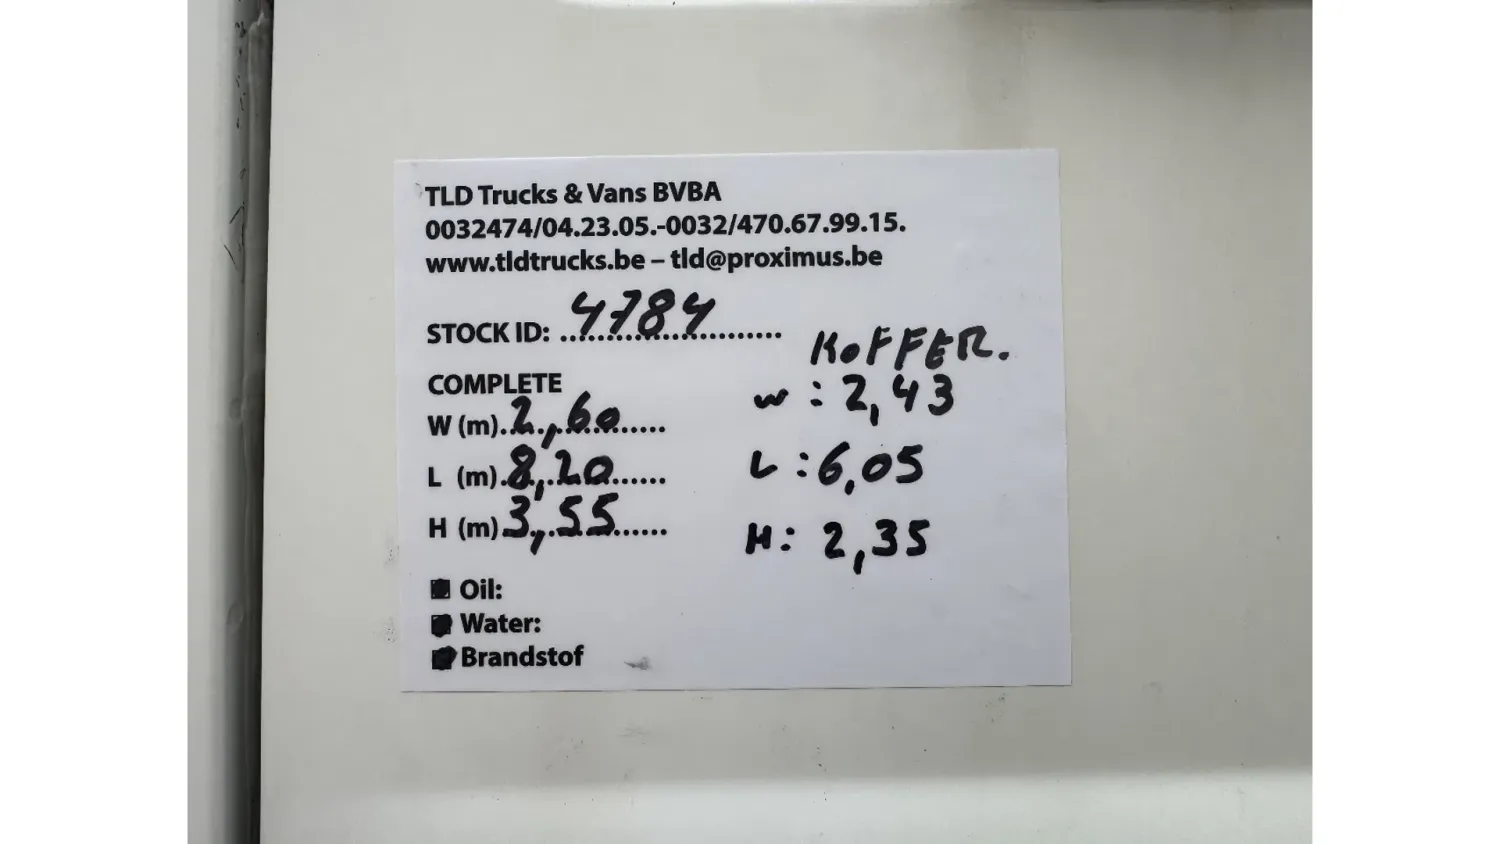 TLD Trucks & Vans BVBA
0032474/04.23.05.-0032/470.67.99.15.
www.tldtrucks.be – tld@proximus.be
STOCK ID: 4784
COMPLETE
W (m) 2,60
L (m) 8,20
H (m) 3,55
KOFFER.
W: 2,43
L: 6,05
H: 2,35
Oil:
Water:
Brandstof